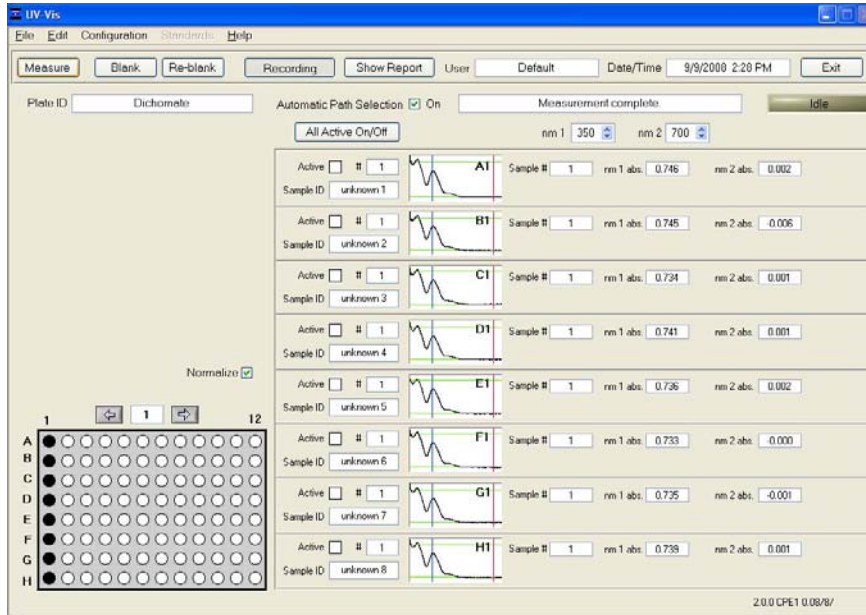 UV-Vis
File Edit Configuration Standards Help
Measure Blank Re-blank Recording Show Report User Default Date/Time 9/9/2008 2:28 PM Exit
Plate ID Dichomate Automatic Path Selection On Measurement complete. Idle
All Active On/Off nm 1 350 nm 2 700
Active # 1 A1 Sample # 1 nm 1 abs. 0.746 nm 2 abs. 0.002
Sample ID unknown 1
Active # 1 B1 Sample # 1 nm 1 abs. 0.745 nm 2 abs. -0.006
Sample ID unknown 2
Active # 1 C1 Sample # 1 nm 1 abs. 0.734 nm 2 abs. 0.001
Sample ID unknown 3
Active # 1 D1 Sample # 1 nm 1 abs. 0.741 nm 2 abs. 0.001
Sample ID unknown 4
Normalize
Active # 1 E1 Sample # 1 nm 1 abs. 0.736 nm 2 abs. 0.002
Sample ID unknown 5
Active # 1 F1 Sample # 1 nm 1 abs. 0.733 nm 2 abs. -0.000
Sample ID unknown 6
Active # 1 G1 Sample # 1 nm 1 abs. 0.735 nm 2 abs. -0.001
Sample ID unknown 7
Active # 1 H1 Sample # 1 nm 1 abs. 0.739 nm 2 abs. 0.001
Sample ID unknown 8
1 1 12
A
B
C
D
E
F
G
H
2.0.0 CPE1 0.08/8/